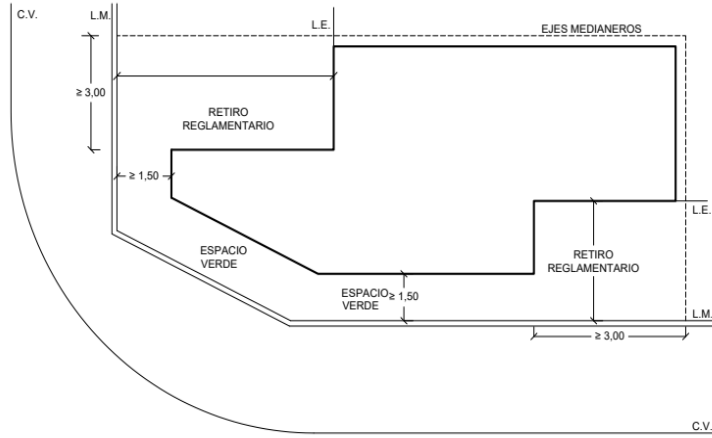 C.V.
L.M.
L.E.
EJES MEDIANEROS
≥ 3,00
RETIRO
REGLAMENTARIO
≥ 1,50
L.E.
ESPACIO
VERDE
RETIRO
REGLAMENTARIO
ESPACIO
VERDE
≥ 1,50
L.M.
≥ 3,00
C.V.